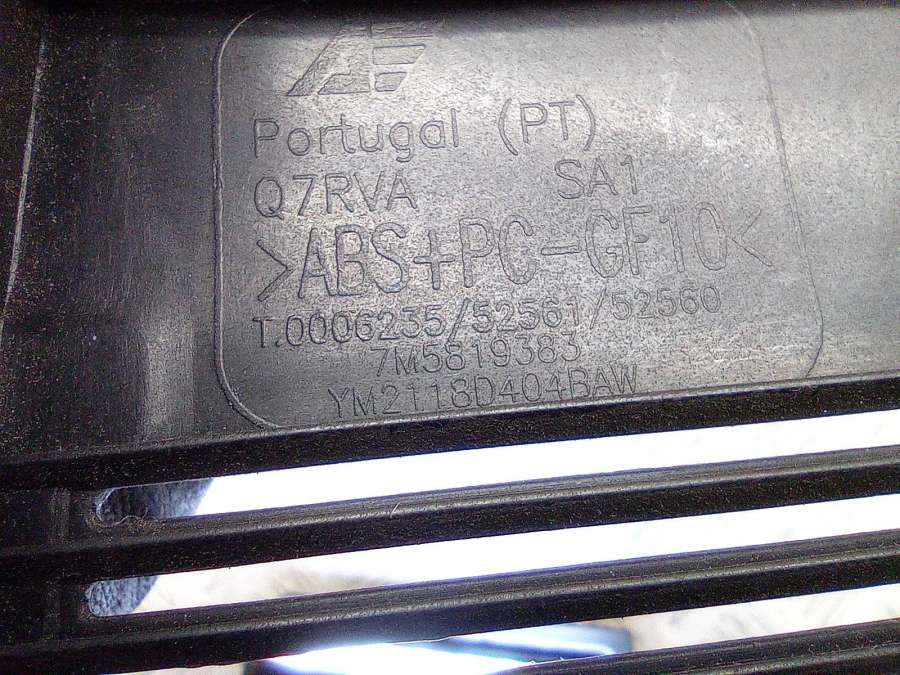 Portugal (PT)
Q7RVA SA1
>ABS+PC-GF10<
T.0006235/52561/52560
7M5819383
YM2118D404BAW